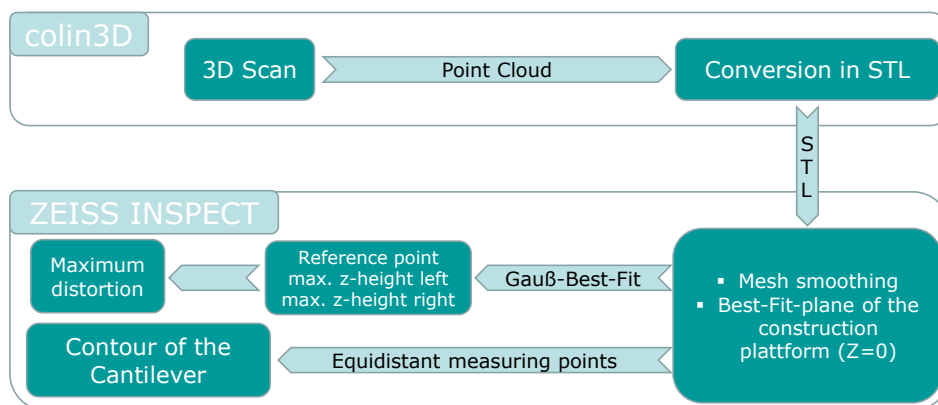 colin3D
3D Scan
Point Cloud
Conversion in STL
S
T
L
ZEISS INSPECT
Maximum
distortion
Reference point
max. z-height left
max. z-height right
Gauß-Best-Fit
▪ Mesh smoothing
▪ Best-Fit-plane of the
construction
plattform (Z=0)
Contour of the
Cantilever
Equidistant measuring points